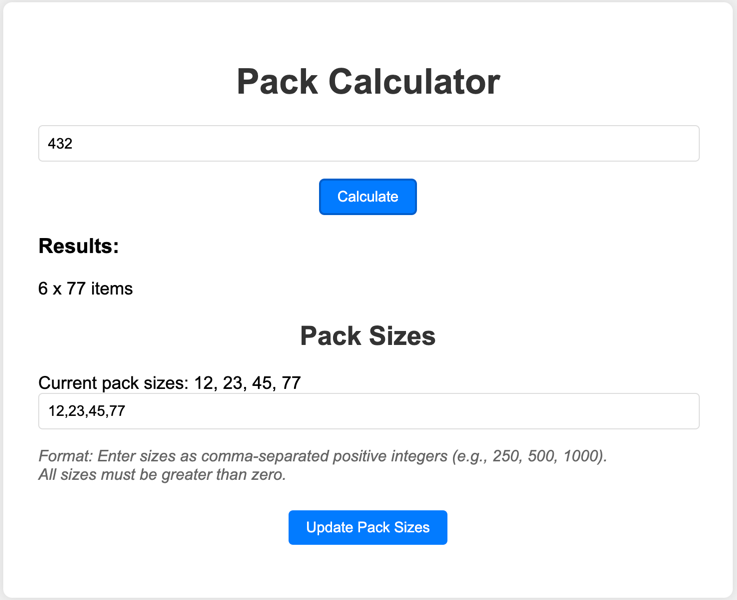 Pack Calculator
432
Calculate
Results:
6 x 77 items
Pack Sizes
Current pack sizes: 12, 23, 45, 77
12,23,45,77
Format: Enter sizes as comma-separated positive integers (e.g., 250, 500, 1000).
All sizes must be greater than zero.
Update Pack Sizes